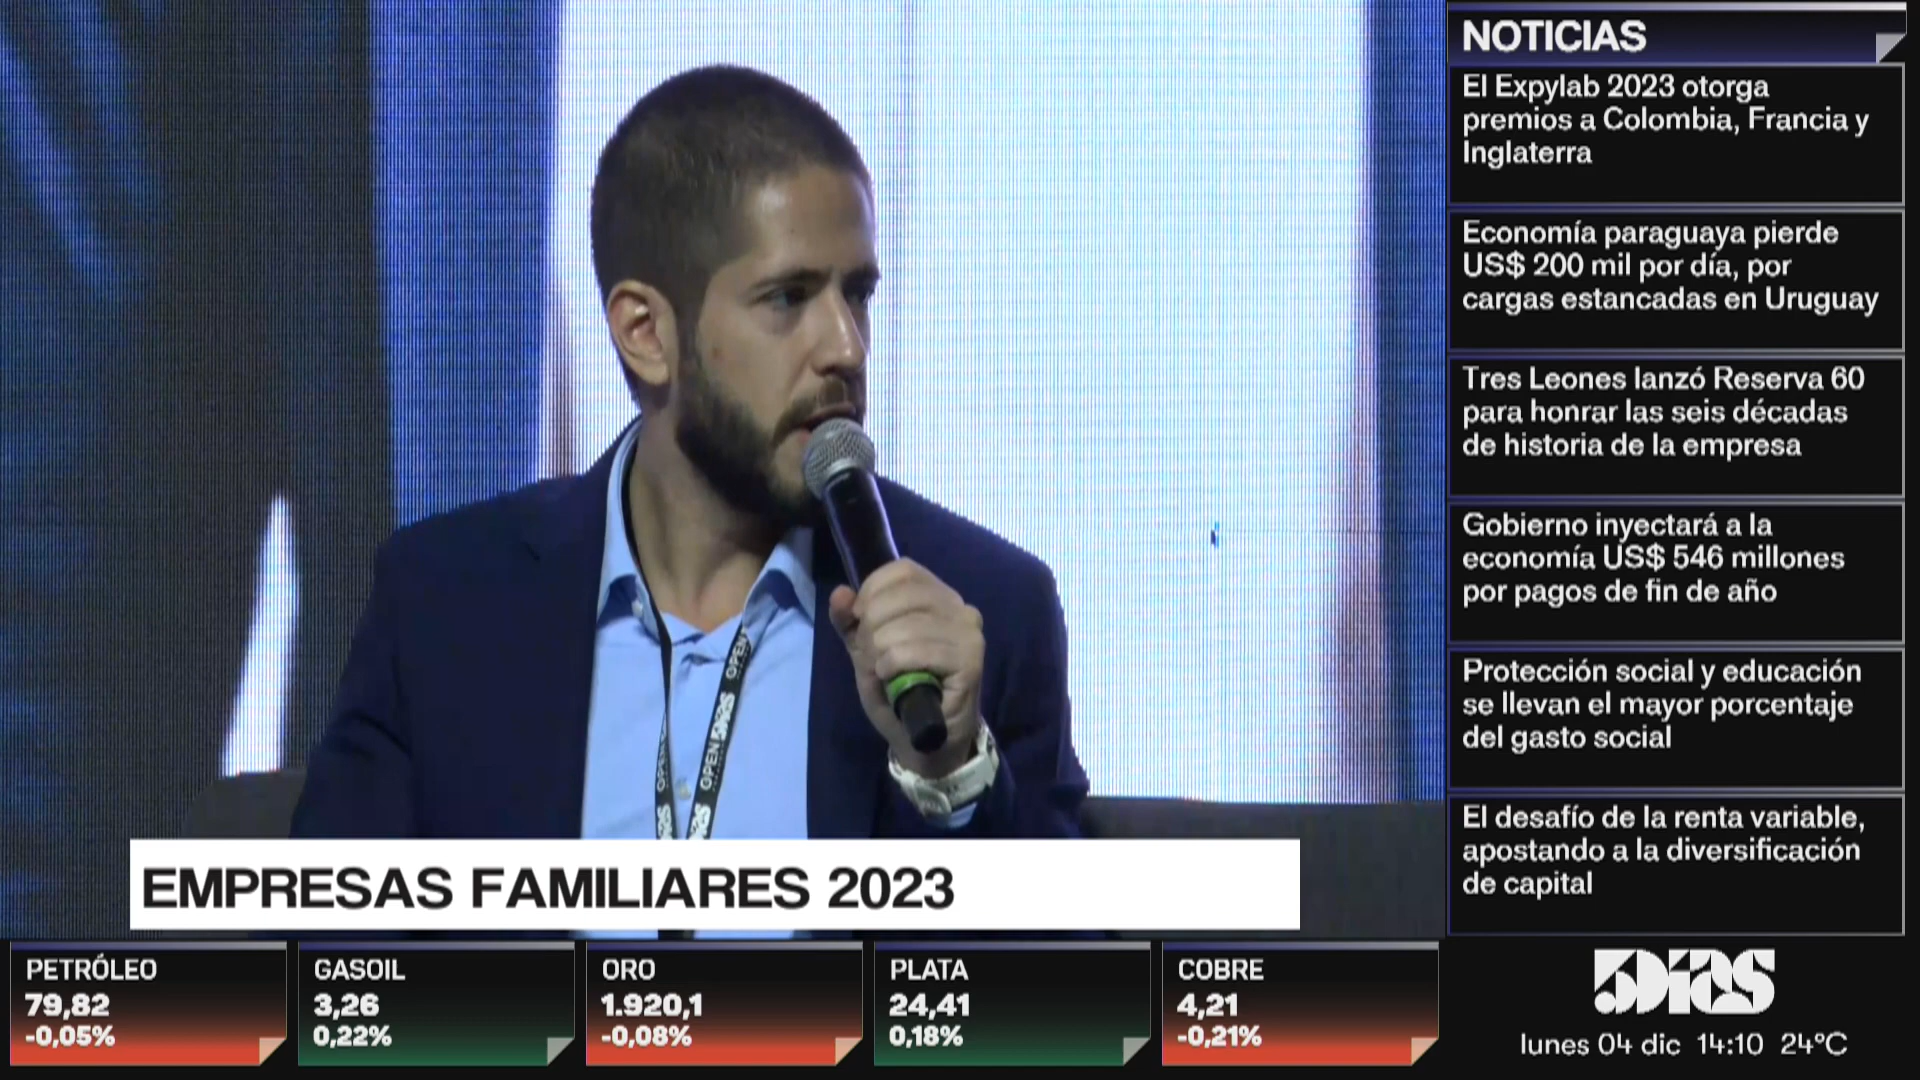 NOTICIAS
El Expylab 2023 otorga
premios a Colombia, Francia y
Inglaterra
Economía paraguaya pierde
US$ 200 mil por día, por
cargas estancadas en Uruguay
Tres Leones lanzó Reserva 60
para honrar las seis décadas
de historia de la empresa
Gobierno inyectará a la
economía US$ 546 millones
por pagos de fin de año
Protección social y educación
se llevan el mayor porcentaje
del gasto social
El desafío de la renta variable,
apostando a la diversificación
de capital
OPEN
OPEN 5DIAS
EMPRESAS FAMILIARES 2023
PETRÓLEO
79,82
-0,05%
GASOIL
3,26
0,22%
ORO
1.920,1
-0,08%
PLATA
24,41
0,18%
COBRE
4,21
-0,21%
5DIAS
lunes 04 dic 14:10 24°C